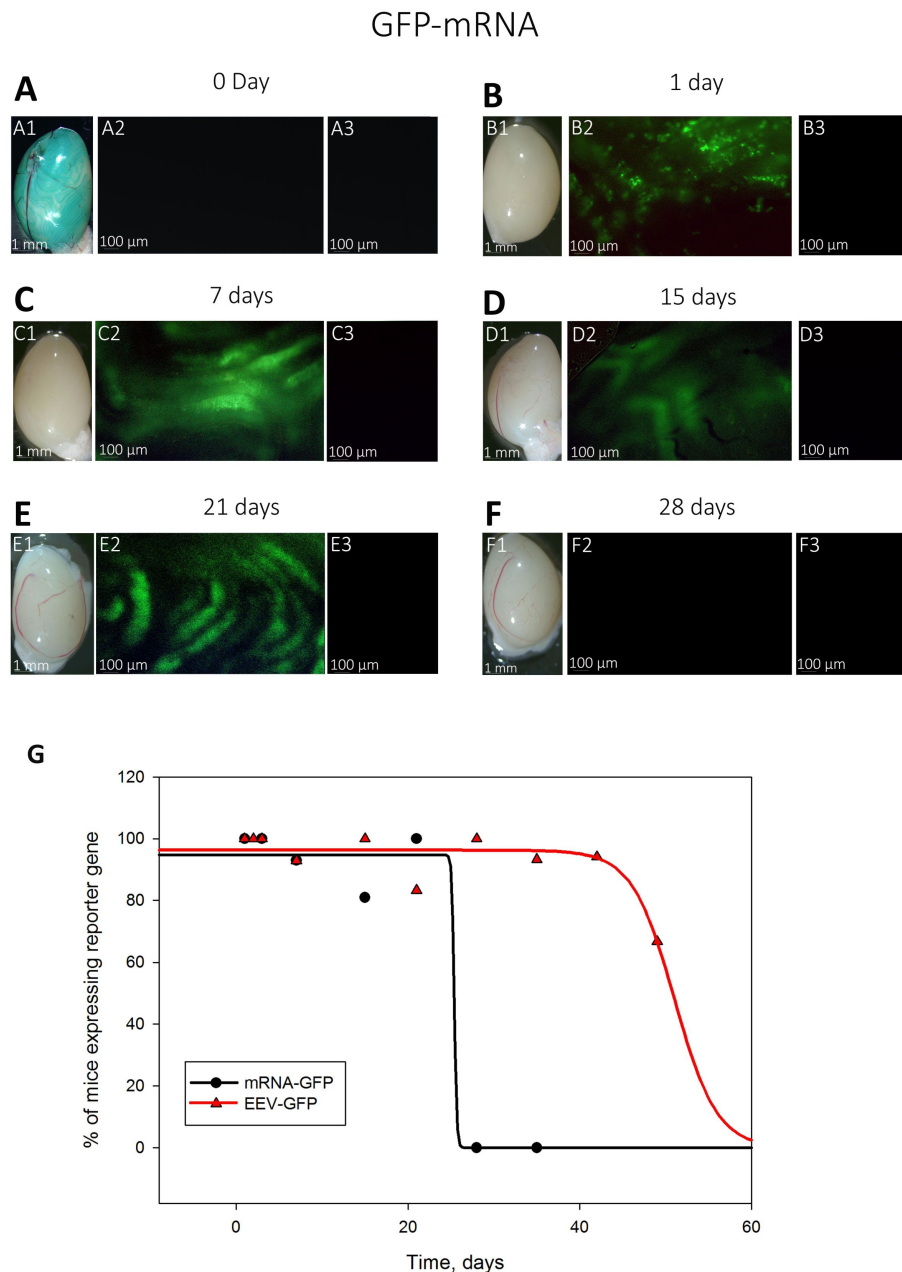 GFP-mRNA
A
0 Day
A1
A2
A3
1 mm
100 μm
100 μm
B
1 day
B1
B2
B3
1 mm
100 μm
100 μm
C
7 days
C1
C2
C3
1 mm
100 μm
100 μm
D
15 days
D1
D2
D3
1 mm
100 μm
100 μm
E
21 days
E1
E2
E3
1 mm
100 μm
100 μm
F
28 days
F1
F2
F3
1 mm
100 μm
100 μm
G
% of mice expressing reporter gene
120
100
80
60
40
20
0
mRNA-GFP
EEV-GFP
0
20
40
60
Time, days